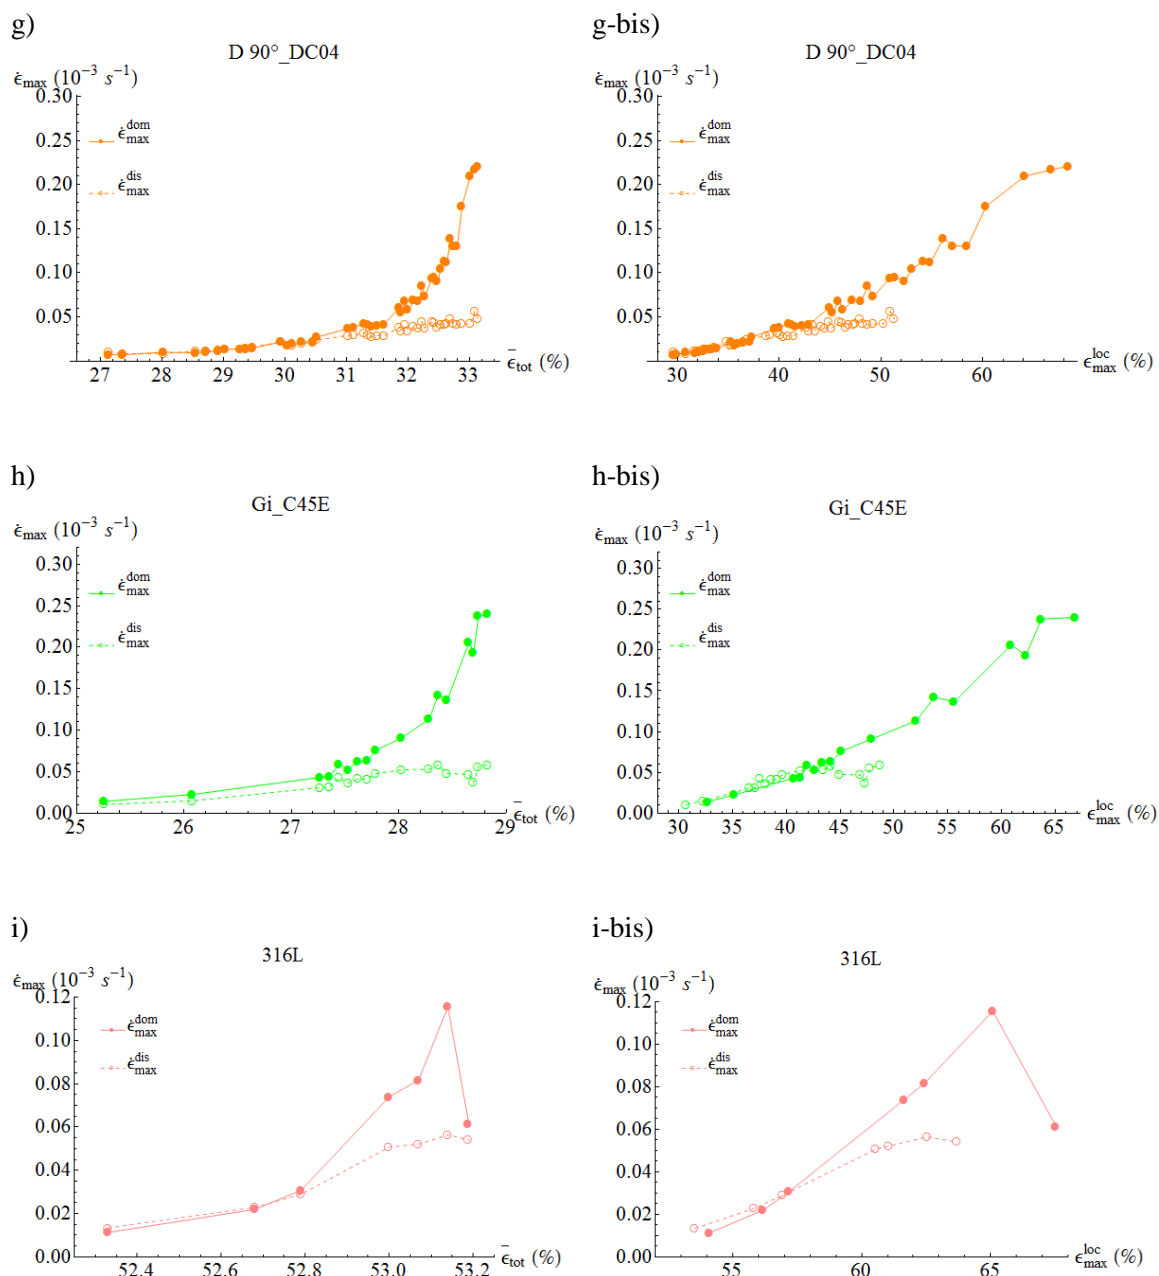 g)
D 90°_DC04
ε̇max (10⁻³ s⁻¹)
0.30
0.20
0.15
0.10
0.05
ε̇max^dom
ε̇max^dis
27 28 29 30 31 32 33
ε̄tot (%)
g-bis)
D 90°_DC04
ε̇max (10⁻³ s⁻¹)
0.30
0.20
0.15
0.10
0.05
ε̇max^dom
ε̇max^dis
30 40 50 60
εmax^loc (%)
h)
Gi_C45E
ε̇max (10⁻³ s⁻¹)
0.30
0.25
0.20
0.15
0.10
0.05
0.00
ε̇max^dom
ε̇max^dis
25 26 27 28 29
ε̄tot (%)
h-bis)
Gi_C45E
ε̇max (10⁻³ s⁻¹)
0.30
0.25
0.20
0.15
0.10
0.05
0.00
ε̇max^dom
ε̇max^dis
30 35 40 45 50 55 60 65
εmax^loc (%)
i)
316L
ε̇max (10⁻³ s⁻¹)
0.12
0.10
0.08
0.06
0.04
0.02
0.00
ε̇max^dom
ε̇max^dis
52.4 52.6 52.8 53.0 53.2
ε̄tot (%)
i-bis)
316L
ε̇max (10⁻³ s⁻¹)
0.12
0.10
0.08
0.06
0.04
0.02
0.00
ε̇max^dom
ε̇max^dis
55 60 65
εmax^loc (%)